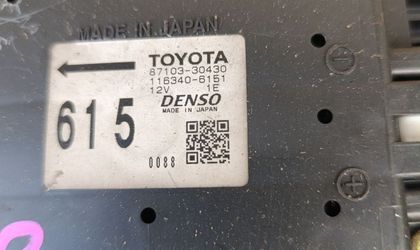 MADE IN JAPAN
TOYOTA
87103-30430
116340-6151
12V 1E
DENSO
MADE IN JAPAN
615
0088